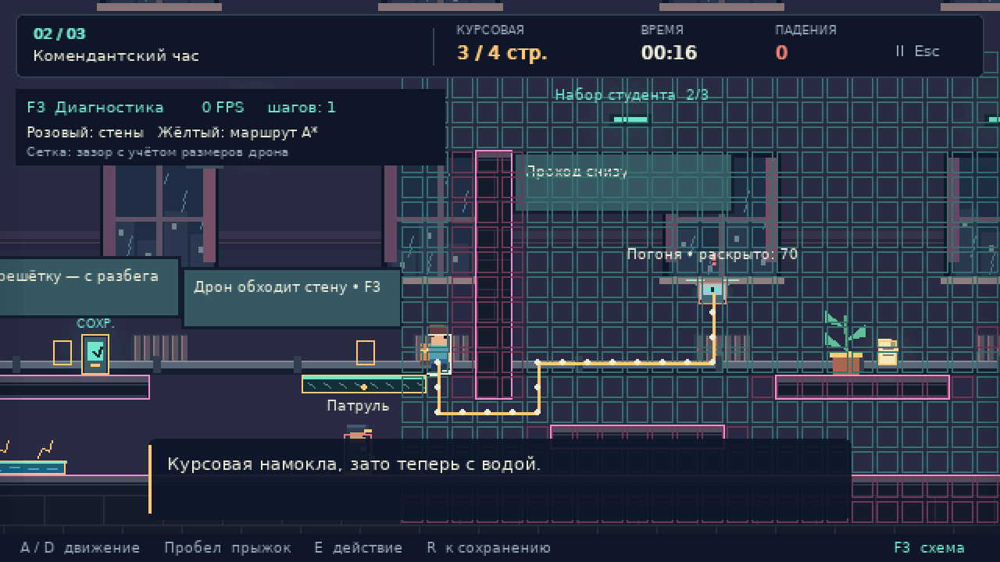 02 / 03
Комендантский час
КУРСОВАЯ
3 / 4 стр.
ВРЕМЯ
00:16
ПАДЕНИЯ
0
II Esc
F3 Диагностика 0 FPS шагов: 1
Розовый: стены Жёлтый: маршрут A*
Сетка: зазор с учётом размеров дрона
Набор студента 2/3
Проход снизу
Погоня • раскрыто: 70
решётку — с разбега
Дрон обходит стену • F3
СОХР.
Патруль
Курсовая намокла, зато теперь с водой.
A / D движение Пробел прыжок E действие R к сохранению
F3 схема